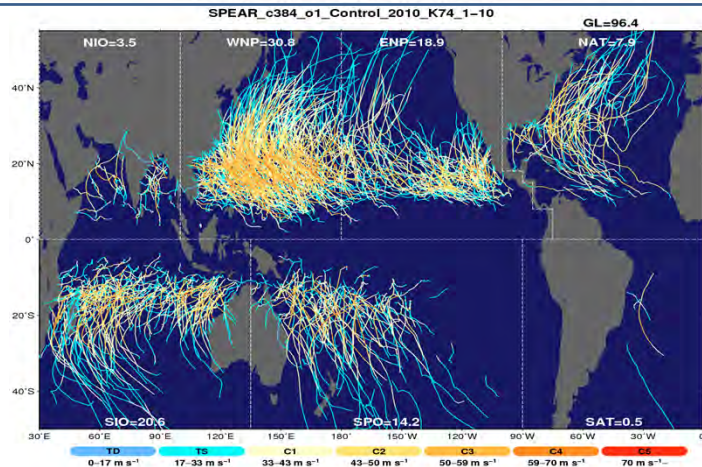 SPEAR_c384_o1_Control_2010_K74_1-10
GL=96.4
NIO=3.5 WNP=30.8 ENP=18.9 NAT=7.9
40°N
20°N
0°
20°S
40°S
SIO=20.6 SPO=14.2 SAT=0.5
30°E 60°E 90°E 120°E 150°E 180° 150°W 120°W 90°W 60°W 30°W 0°
TD TS C1 C2 C3 C4 C5
0–17 m s⁻¹ 17–33 m s⁻¹ 33–43 m s⁻¹ 43–50 m s⁻¹ 50–59 m s⁻¹ 59–70 m s⁻¹ 70 m s⁻¹–